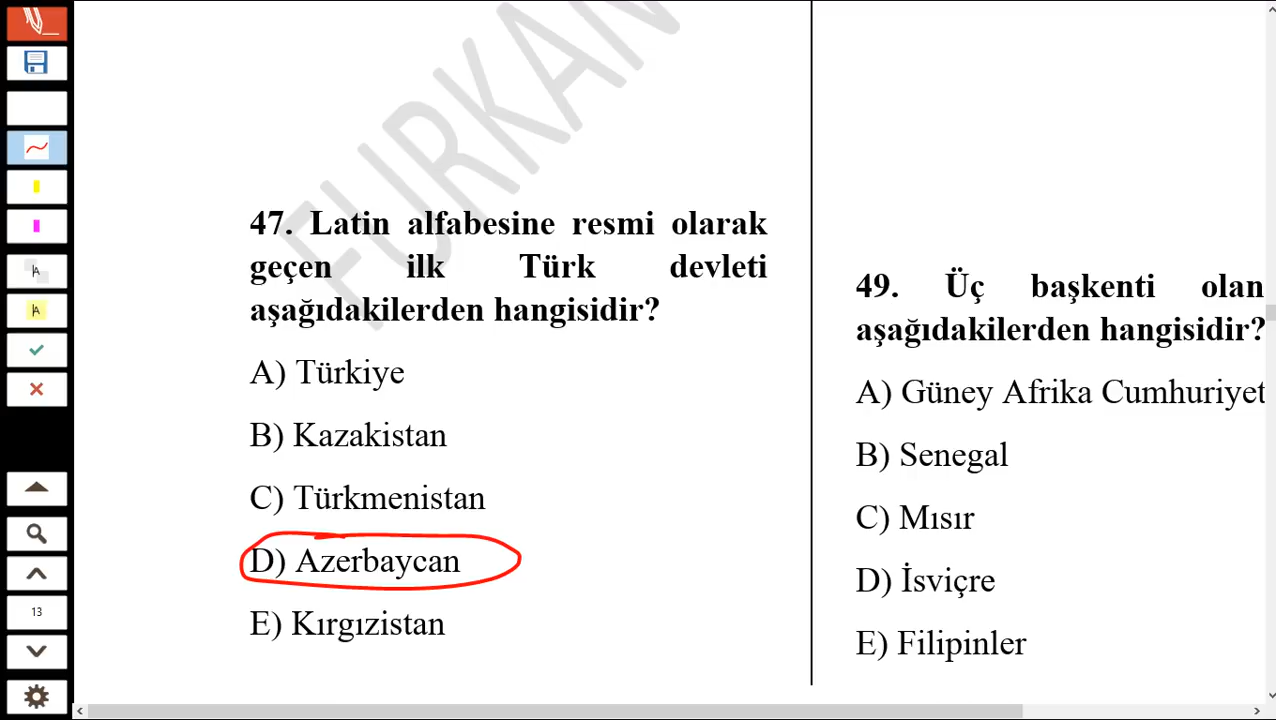 FURKAN
47. Latin alfabesine resmi olarak
geçen ilk Türk devleti
aşağıdakilerden hangisidir?
A) Türkiye
B) Kazakistan
C) Türkmenistan
D) Azerbaycan
E) Kırgızistan
49. Üç başkenti olan
aşağıdakilerden hangisidir?
A) Güney Afrika Cumhuriyet
B) Senegal
C) Mısır
D) İsviçre
E) Filipinler
A
A
13